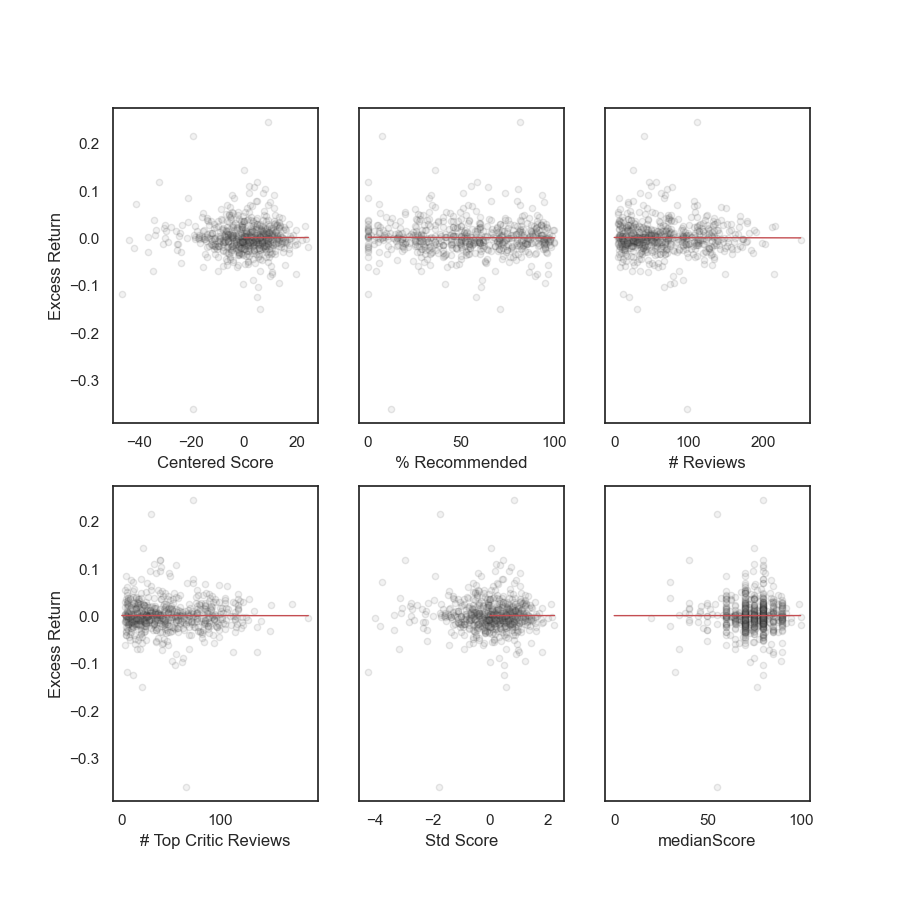 Excess Return
0.2
0.1
0.0
−0.1
−0.2
−0.3
−40 −20 0 20
Centered Score
0 50 100
% Recommended
0 100 200
# Reviews
Excess Return
0.2
0.1
0.0
−0.1
−0.2
−0.3
0 100
# Top Critic Reviews
−4 −2 0 2
Std Score
0 50 100
medianScore